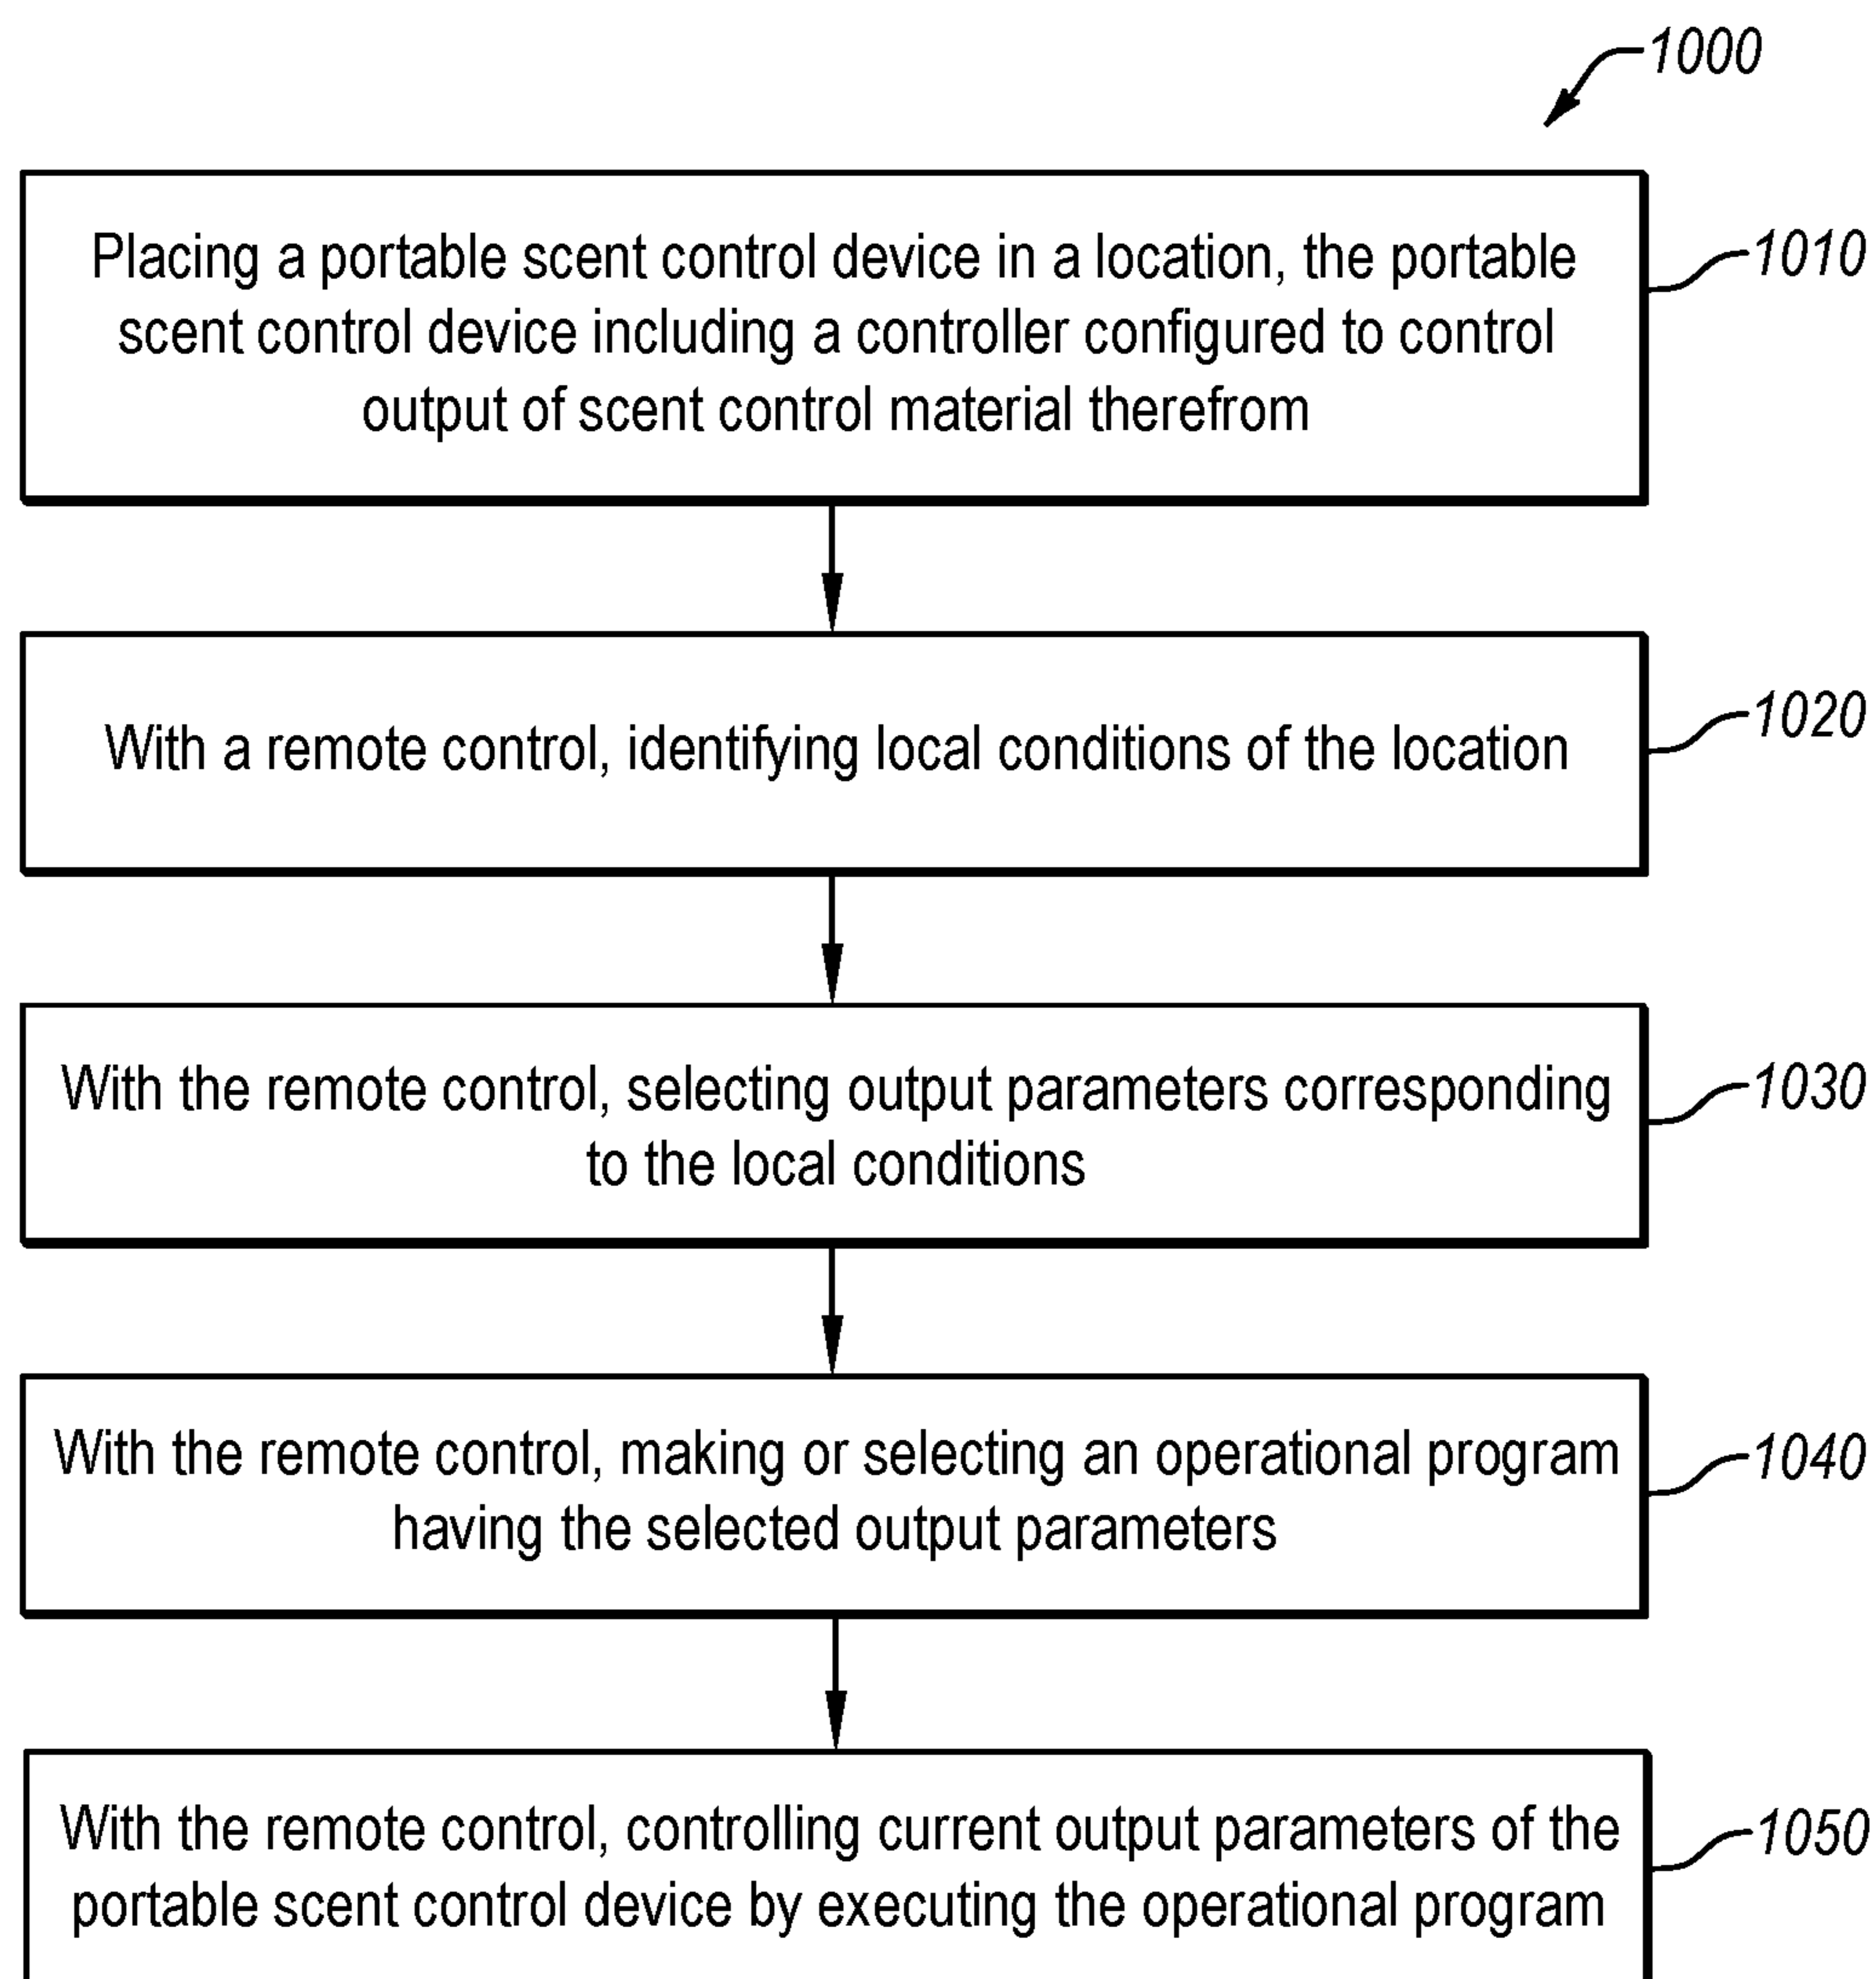 1000
Placing a portable scent control device in a location, the portable
scent control device including a controller configured to control
output of scent control material therefrom
1010
With a remote control, identifying local conditions of the location
1020
With the remote control, selecting output parameters corresponding
to the local conditions
1030
With the remote control, making or selecting an operational program
having the selected output parameters
1040
With the remote control, controlling current output parameters of the
portable scent control device by executing the operational program
1050